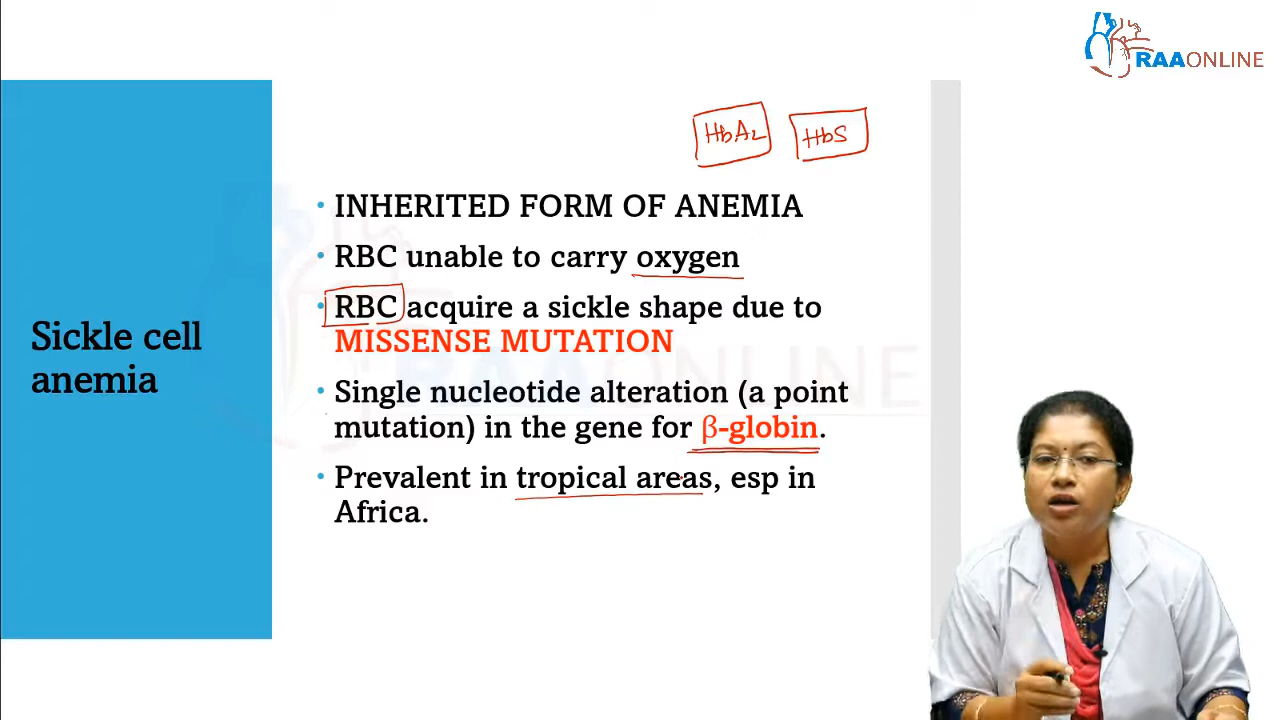 RAAONLINE
HbA2 HbS
• INHERITED FORM OF ANEMIA
• RBC unable to carry oxygen
• RBC acquire a sickle shape due to
MISSENSE MUTATION
• Single nucleotide alteration (a point
mutation) in the gene for β-globin.
• Prevalent in tropical areas, esp in
Africa.
Sickle cell
anemia
RAAONLINE